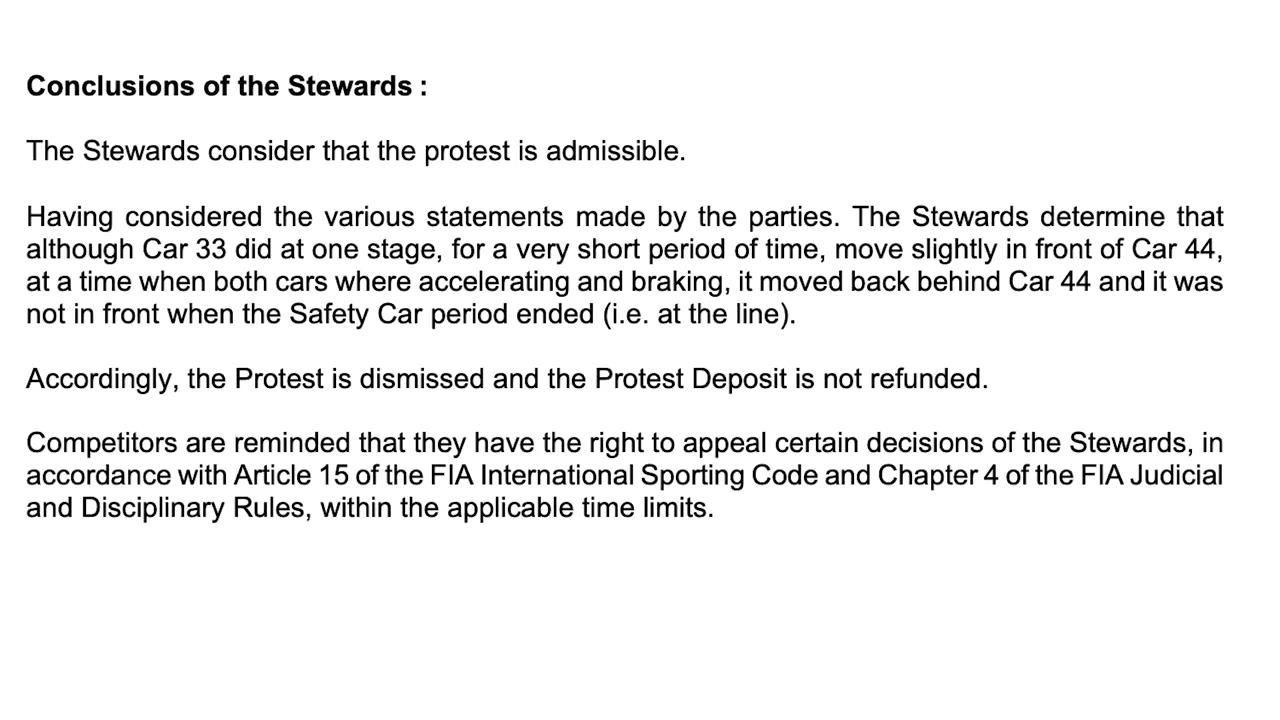 Conclusions of the Stewards :
The Stewards consider that the protest is admissible.
Having considered the various statements made by the parties. The Stewards determine that
although Car 33 did at one stage, for a very short period of time, move slightly in front of Car 44,
at a time when both cars where accelerating and braking, it moved back behind Car 44 and it was
not in front when the Safety Car period ended (i.e. at the line).
Accordingly, the Protest is dismissed and the Protest Deposit is not refunded.
Competitors are reminded that they have the right to appeal certain decisions of the Stewards, in
accordance with Article 15 of the FIA International Sporting Code and Chapter 4 of the FIA Judicial
and Disciplinary Rules, within the applicable time limits.